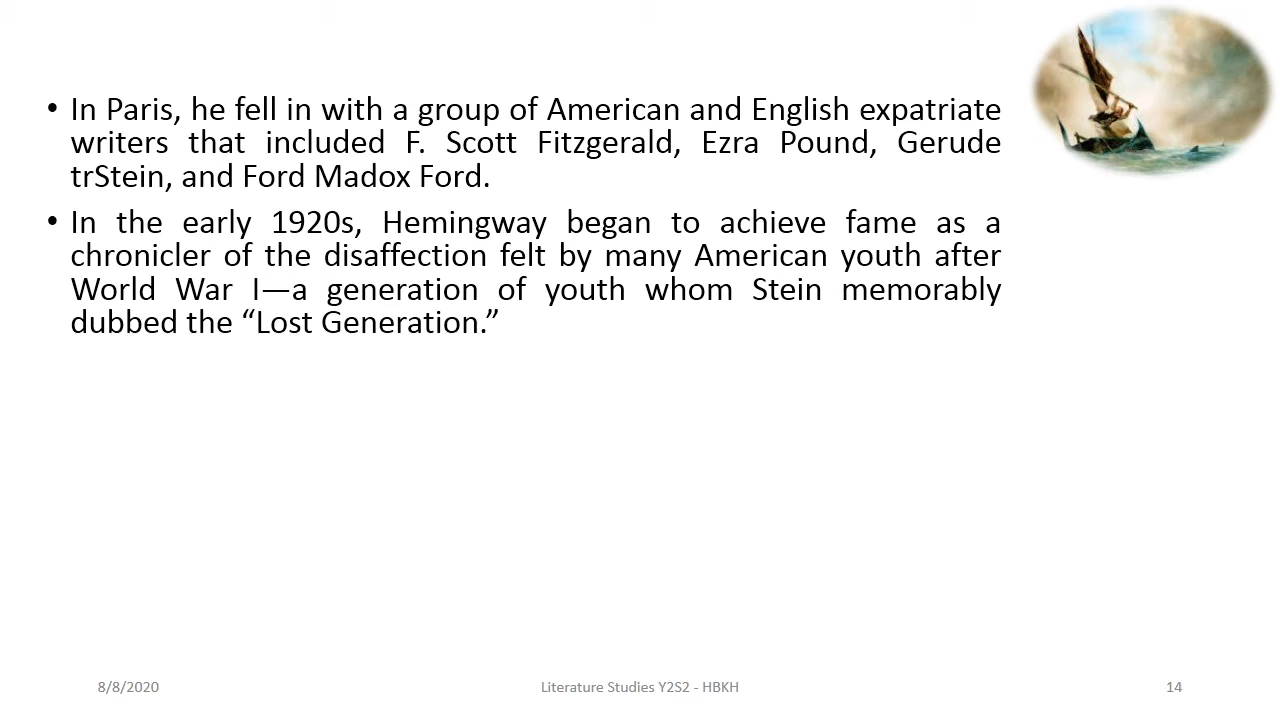 • In Paris, he fell in with a group of American and English expatriate
writers that included F. Scott Fitzgerald, Ezra Pound, Gerude
trStein, and Ford Madox Ford.
• In the early 1920s, Hemingway began to achieve fame as a
chronicler of the disaffection felt by many American youth after
World War I—a generation of youth whom Stein memorably
dubbed the “Lost Generation.”
8/8/2020
Literature Studies Y2S2 - HBKH
14